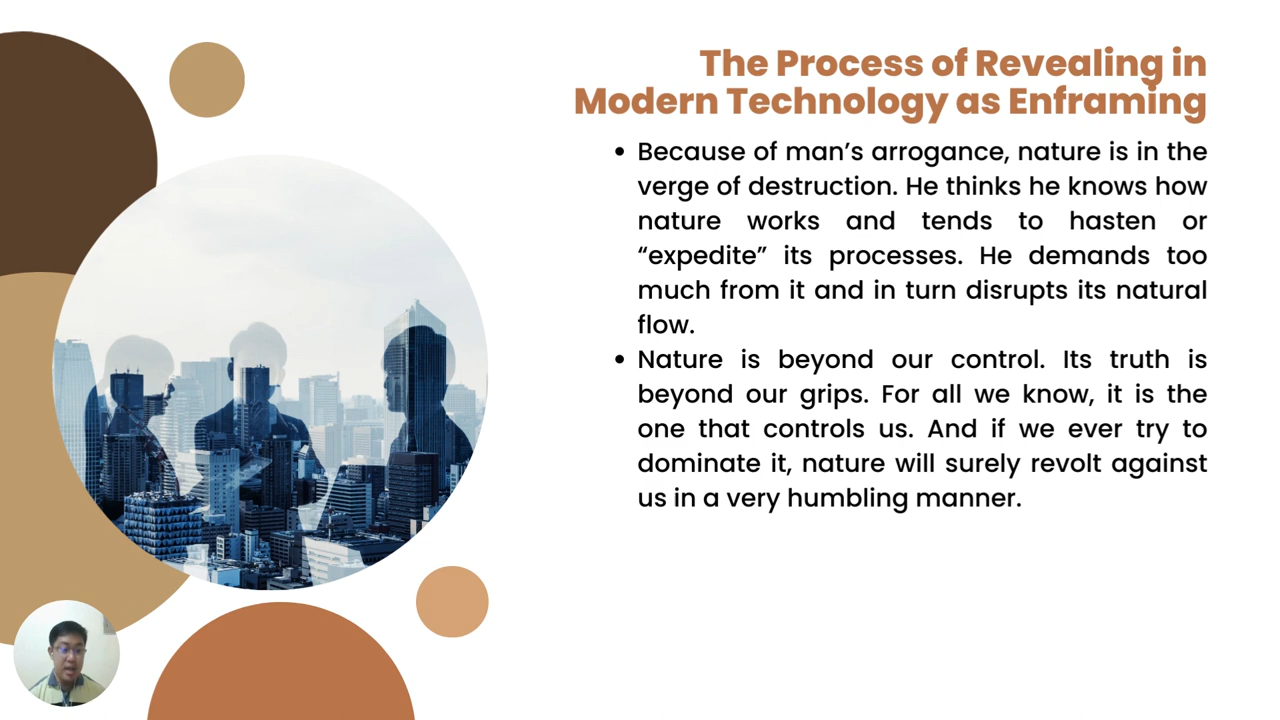 The Process of Revealing in
Modern Technology as Enframing
• Because of man’s arrogance, nature is in the
verge of destruction. He thinks he knows how
nature works and tends to hasten or
“expedite” its processes. He demands too
much from it and in turn disrupts its natural
flow.
• Nature is beyond our control. Its truth is
beyond our grips. For all we know, it is the
one that controls us. And if we ever try to
dominate it, nature will surely revolt against
us in a very humbling manner.